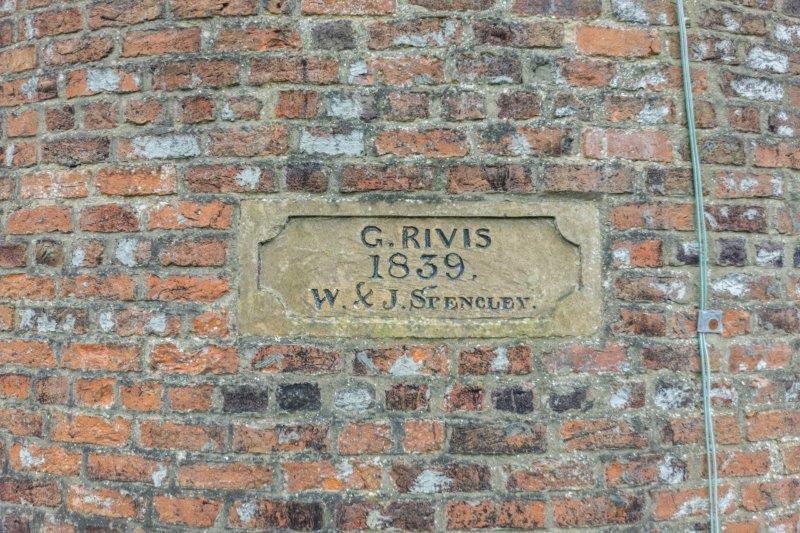 G. RIVIS
1839.
W. & J. SPENCLEY.